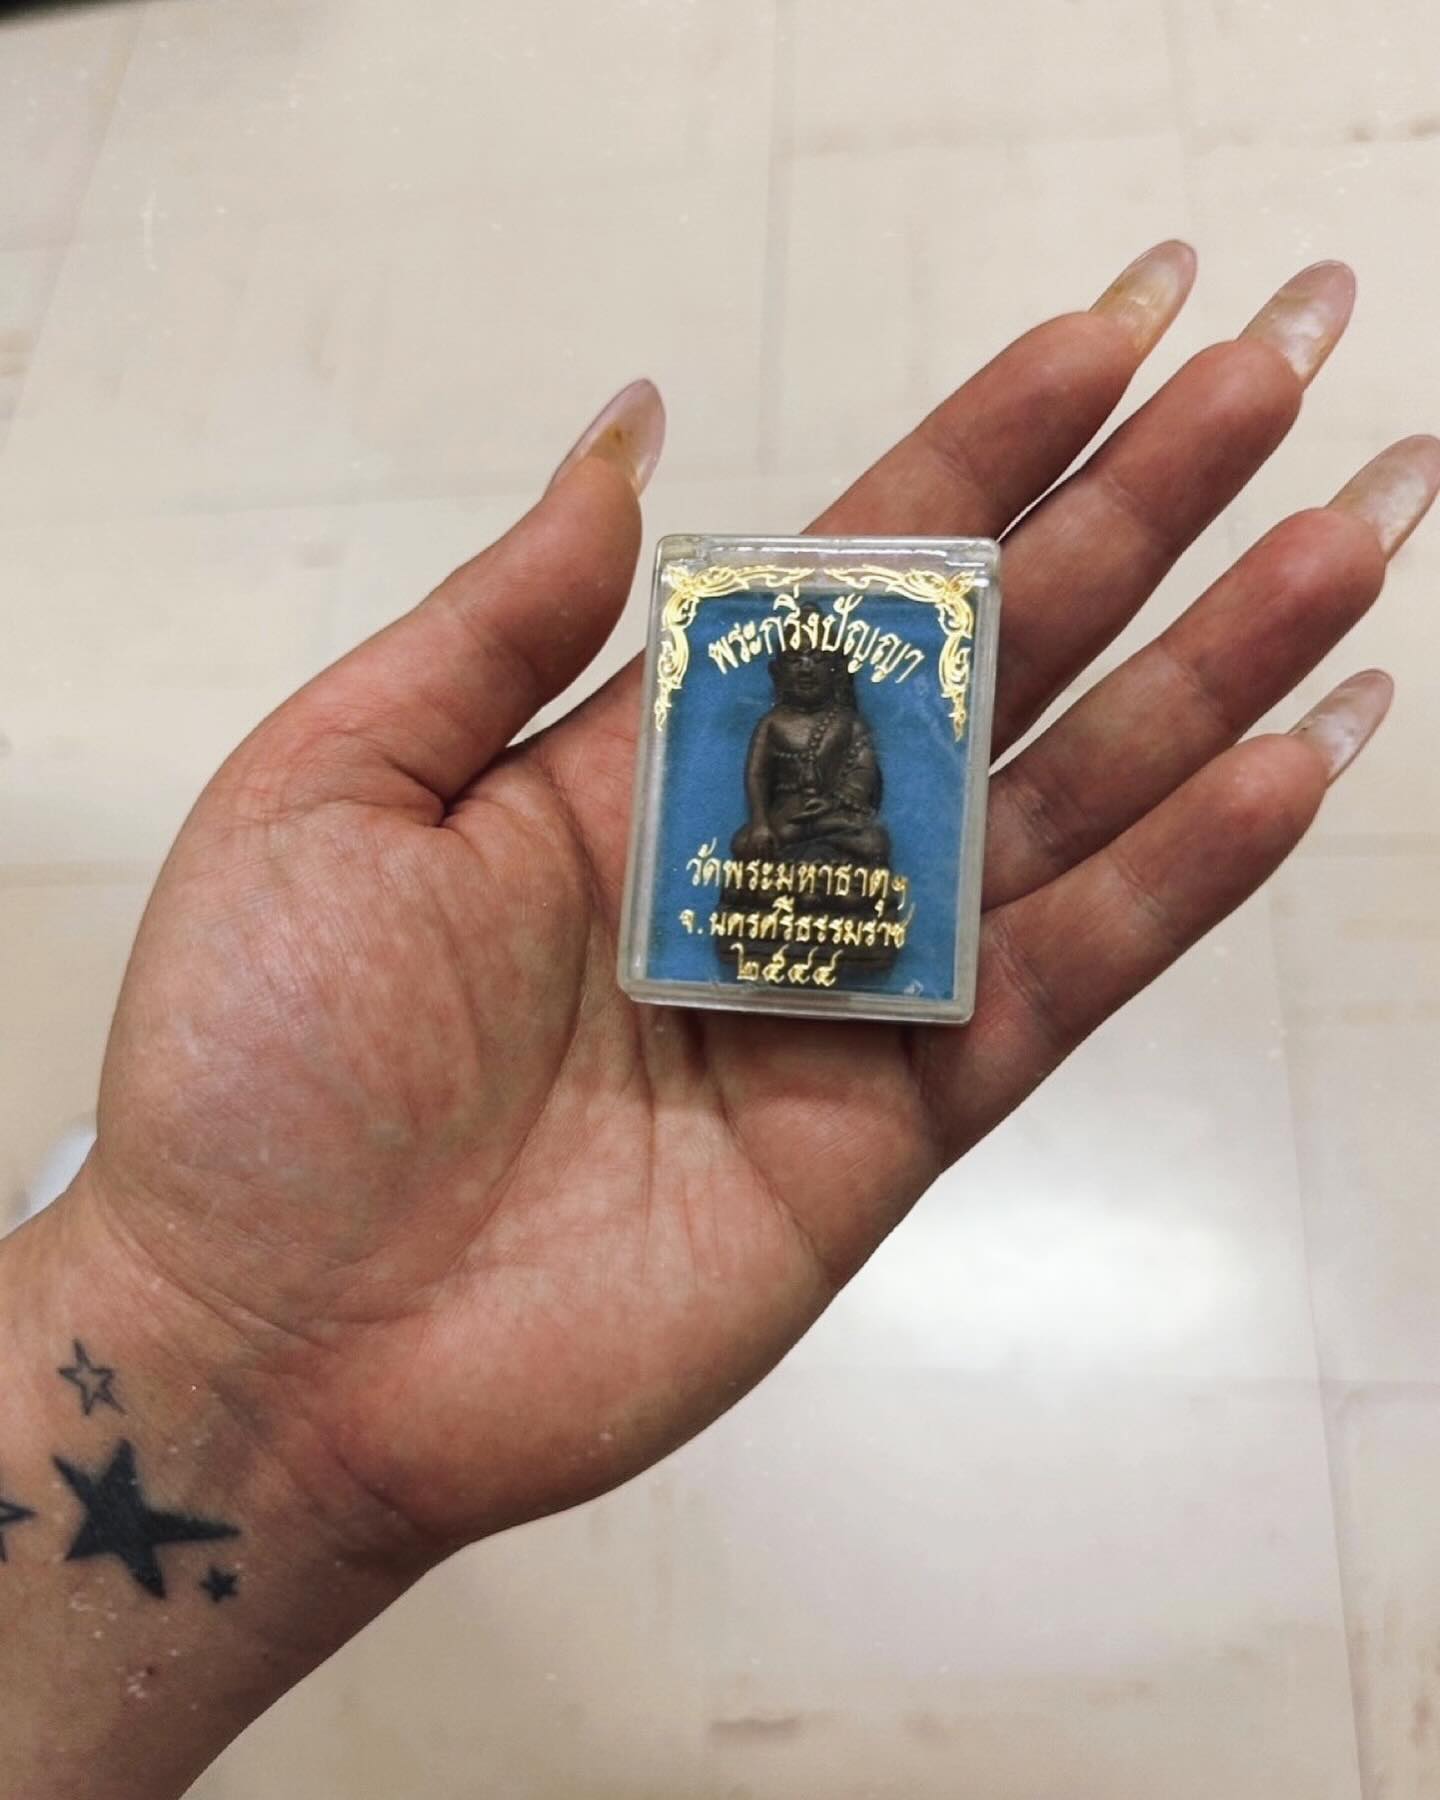 พระกริ่งปัญญา
วัดพระมหาธาตุฯ
จ.นครศรีธรรมราช
๒๕๔๔